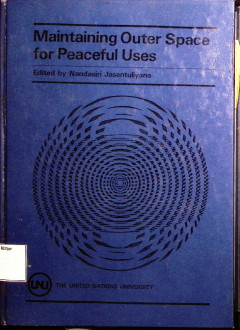 Maintaining Outer Space
for Peaceful Uses
Edited by Nandasiri Jasentuliyana
UNU THE UNITED NATIONS UNIVERSITY